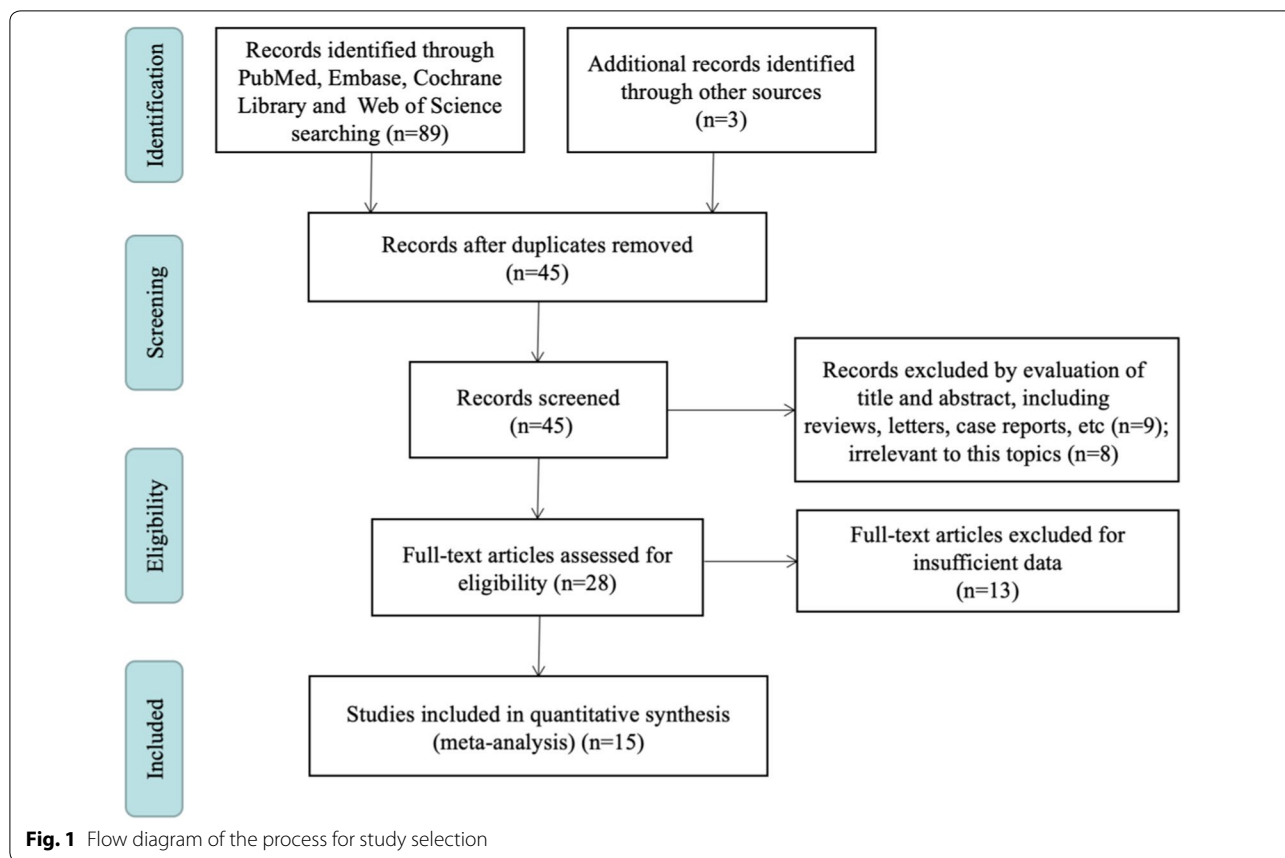 Identification
Records identified through
PubMed, Embase, Cochrane
Library and Web of Science
searching (n=89)
Additional records identified
through other sources
(n=3)
Screening
Records after duplicates removed
(n=45)
Records screened
(n=45)
Records excluded by evaluation of
title and abstract, including
reviews, letters, case reports, etc (n=9);
irrelevant to this topics (n=8)
Eligibility
Full-text articles assessed for
eligibility (n=28)
Full-text articles excluded for
insufficient data
(n=13)
Included
Studies included in quantitative synthesis
(meta-analysis) (n=15)
Fig. 1 Flow diagram of the process for study selection